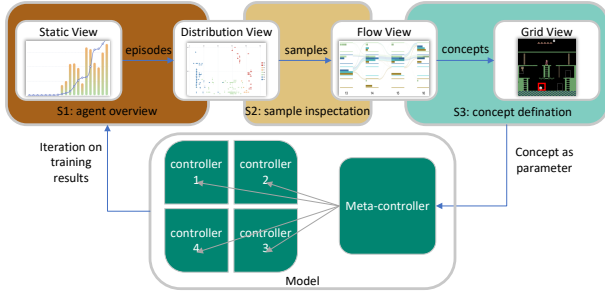 Static View
episodes
Distribution View
samples
Flow View
concepts
Grid View
S1: agent overview
S2: sample inspectation
S3: concept defination
Iteration on
training
results
controller
1
controller
2
controller
4
controller
3
Meta-controller
Concept as
parameter
Model